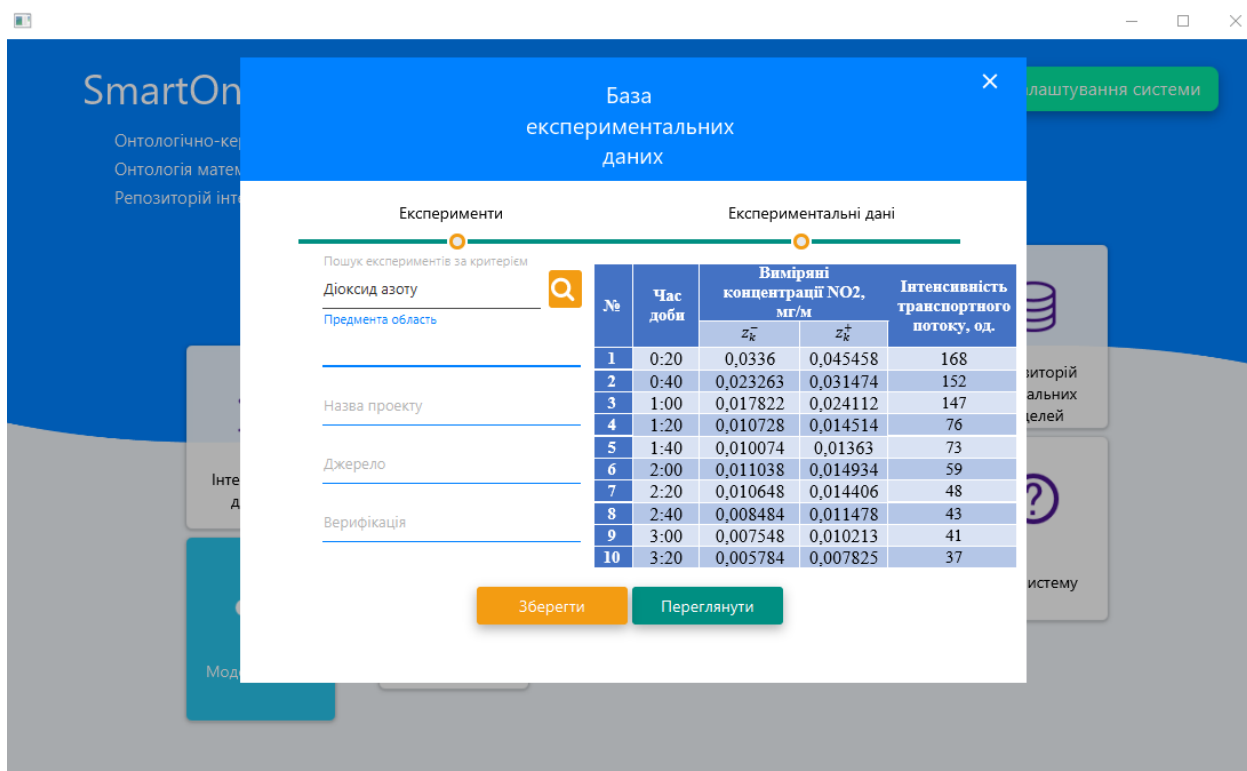 SmartOn
Онтологічно-ке
Онтологія матем
Репозиторій інт
лаштування системи
База
експериментальних
даних
Експерименти
Експериментальні дані
Пошук експериментів за критерієм
Діоксид азоту
Предмента область
Назва проекту
Джерело
Верифікація
№ Час доби Виміряні концентрації NO2, мг/м Інтенсивність транспортного потоку, од.
z_k^- z_k^+
1 0:20 0,0336 0,045458 168
2 0:40 0,023263 0,031474 152
3 1:00 0,017822 0,024112 147
4 1:20 0,010728 0,014514 76
5 1:40 0,010074 0,01363 73
6 2:00 0,011038 0,014934 59
7 2:20 0,010648 0,014406 48
8 2:40 0,008484 0,011478 43
9 3:00 0,007548 0,010213 41
10 3:20 0,005784 0,007825 37
Зберегти
Переглянути
Інте
д
Мод
зиторій
альних
делей
истему